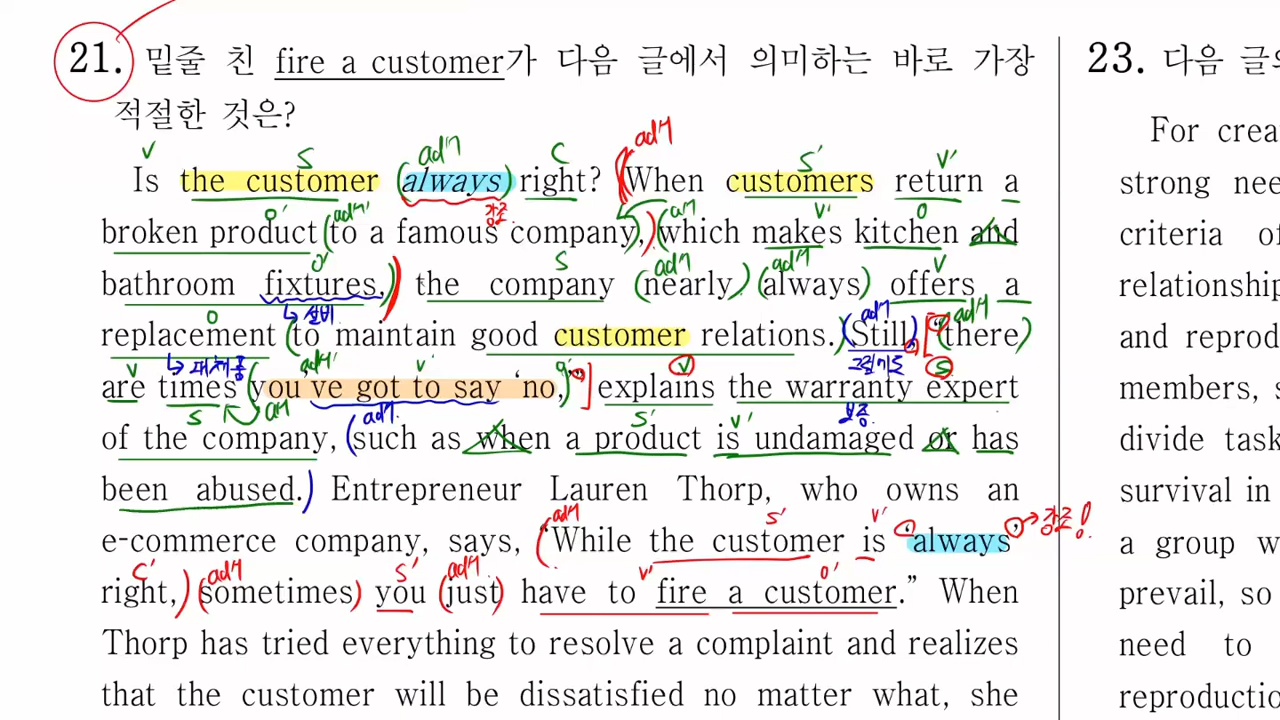 21. 밑줄 친 fire a customer가 다음 글에서 의미하는 바로 가장
적절한 것은?
Is the customer always right? When customers return a
broken product to a famous company, which makes kitchen and
bathroom fixtures, the company nearly always offers a
replacement to maintain good customer relations. Still, "there
are times you've got to say 'no,'" explains the warranty expert
of the company, such as when a product is undamaged or has
been abused. Entrepreneur Lauren Thorp, who owns an
e-commerce company, says, "While the customer is 'always'
right, sometimes you just have to fire a customer." When
Thorp has tried everything to resolve a complaint and realizes
that the customer will be dissatisfied no matter what, she
23. 다음 글의
For crea
strong nee
criteria of
relationship
and reprod
members, s
divide task
survival in
a group w
prevail, so
need to
reproductio